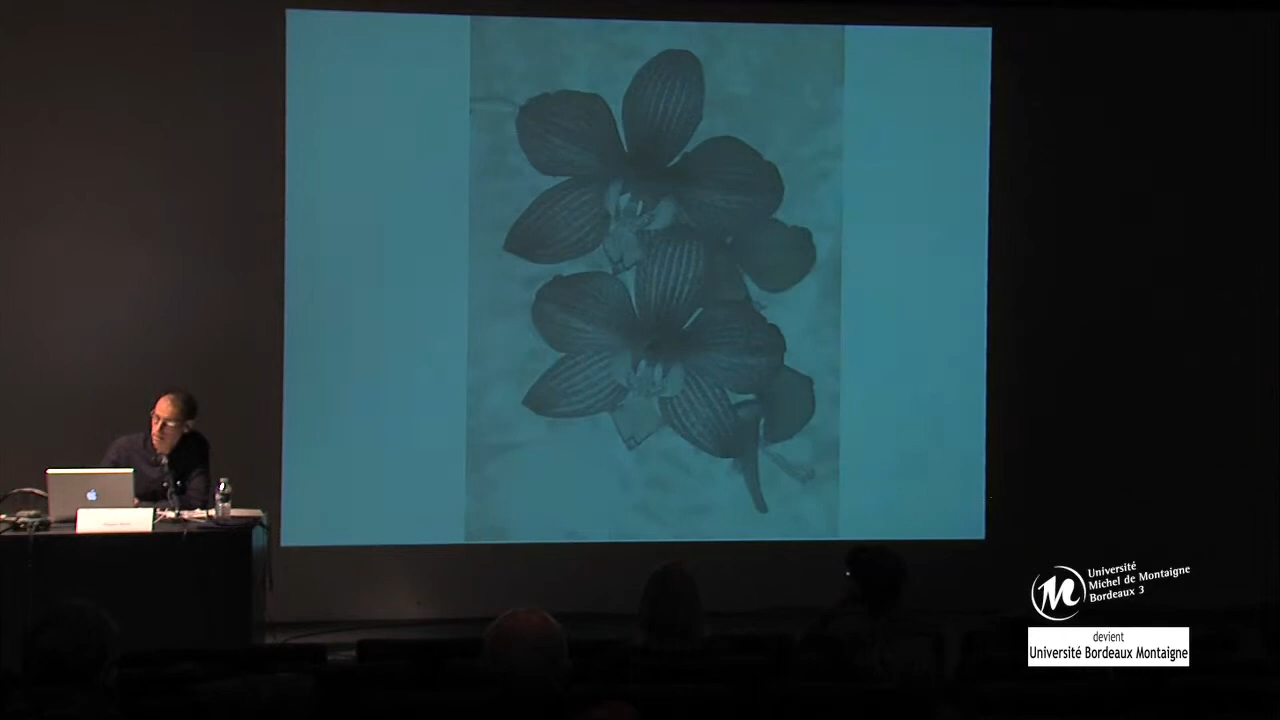 Université
Michel de Montaigne
Bordeaux 3
devient
Université Bordeaux Montaigne